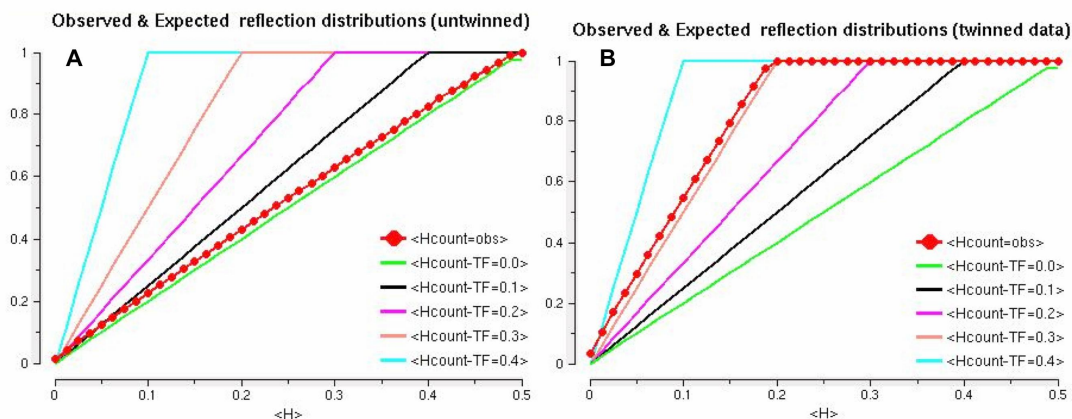 Observed & Expected reflection distributions (untwinned)
A
1
0.8
0.6
0.4
0.2
0
0 0.1 0.2 0.3 0.4 0.5
<H>
<Hcount=obs>
<Hcount-TF=0.0>
<Hcount-TF=0.1>
<Hcount-TF=0.2>
<Hcount-TF=0.3>
<Hcount-TF=0.4>
Observed & Expected reflection distributions (twinned data)
B
1
0.8
0.6
0.4
0.2
0
0 0.1 0.2 0.3 0.4 0.5
<H>
<Hcount=obs>
<Hcount-TF=0.0>
<Hcount-TF=0.1>
<Hcount-TF=0.2>
<Hcount-TF=0.3>
<Hcount-TF=0.4>